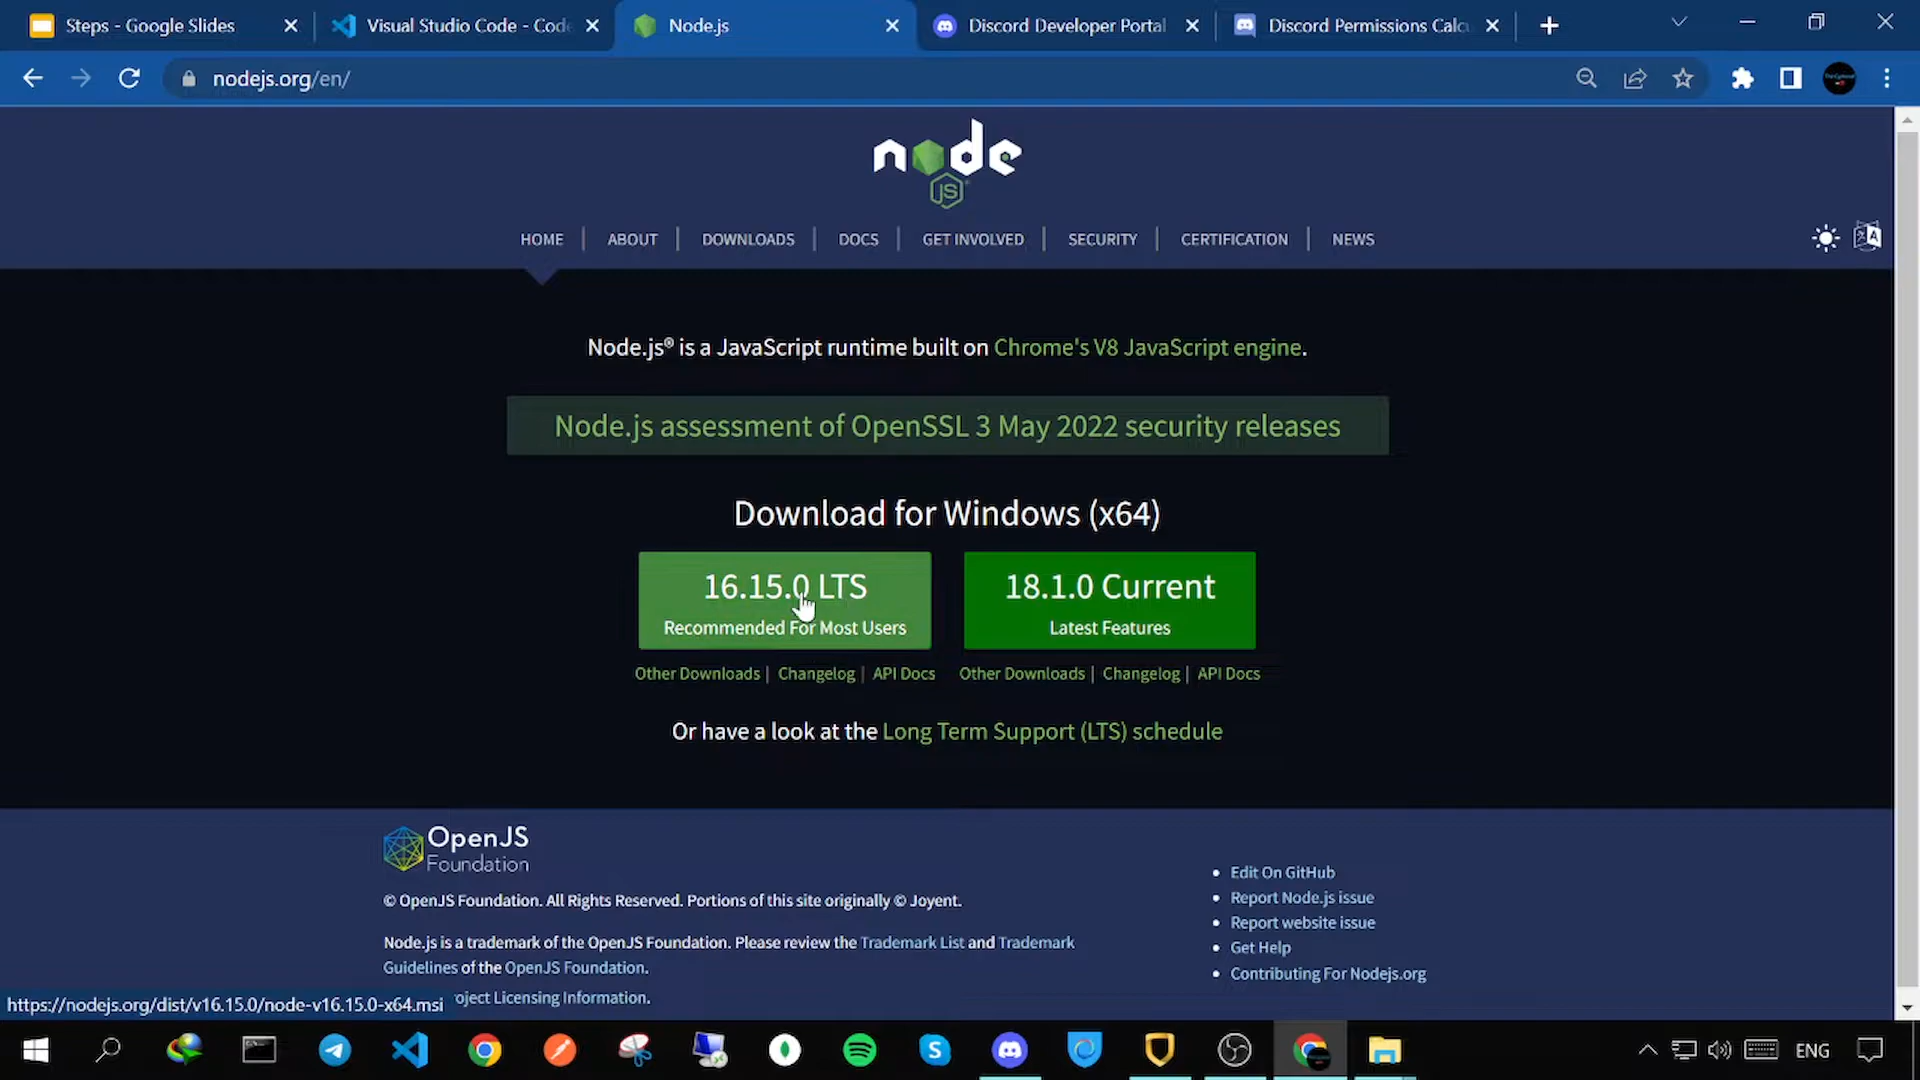 Steps - Google Slides
Visual Studio Code - Code
Node.js
Discord Developer Portal
Discord Permissions Calcu
nodejs.org/en/
node
JS
HOME | ABOUT | DOWNLOADS | DOCS | GET INVOLVED | SECURITY | CERTIFICATION | NEWS
Node.js® is a JavaScript runtime built on Chrome's V8 JavaScript engine.
Node.js assessment of OpenSSL 3 May 2022 security releases
Download for Windows (x64)
16.15.0 LTS
Recommended For Most Users
18.1.0 Current
Latest Features
Other Downloads | Changelog | API Docs
Other Downloads | Changelog | API Docs
Or have a look at the Long Term Support (LTS) schedule
OpenJS
Foundation
© OpenJS Foundation. All Rights Reserved. Portions of this site originally © Joyent.
Node.js is a trademark of the OpenJS Foundation. Please review the Trademark List and Trademark
Guidelines of the OpenJS Foundation.
oject Licensing Information.
Edit On GitHub
Report Node.js issue
Report website issue
Get Help
Contributing For Nodejs.org
https://nodejs.org/dist/v16.15.0/node-v16.15.0-x64.msi
ENG